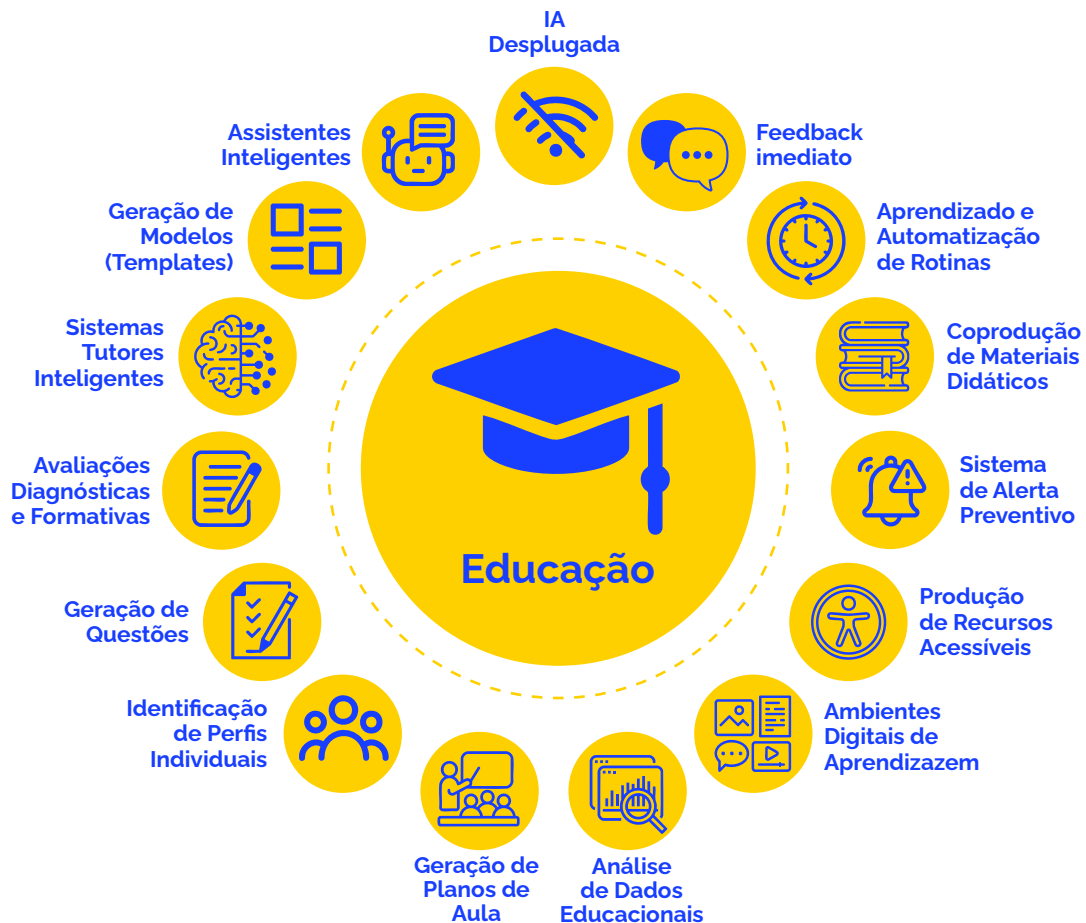 IA
Desplugada
Feedback
imediato
Aprendizado e
Automatização
de Rotinas
Coprodução
de Materiais
Didáticos
Sistema
de Alerta
Preventivo
Produção
de Recursos
Acessíveis
Ambientes
Digitais de
Aprendizazem
Análise
de Dados
Educacionais
Geração de
Planos de
Aula
Identificação
de Perfis
Individuais
Geração de
Questões
Avaliações
Diagnósticas
e Formativas
Sistemas
Tutores
Inteligentes
Geração de
Modelos
(Templates)
Assistentes
Inteligentes
Educação